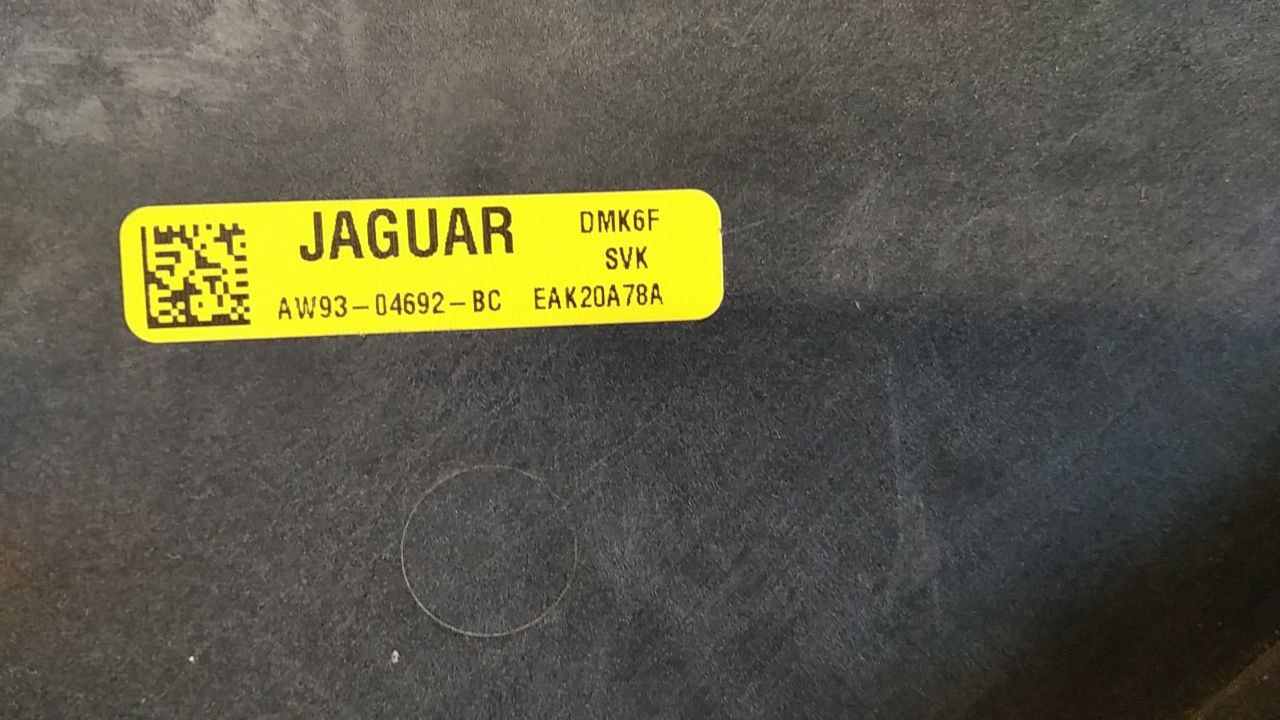 JAGUAR DMK6F
SVK
AW93-04692-BC EAK20A78A